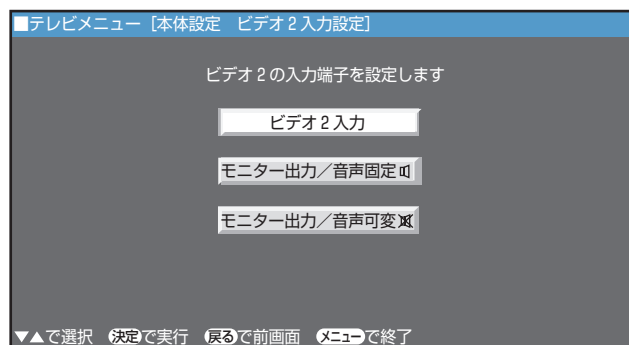 ■テレビメニュー［本体設定　ビデオ２入力設定］
ビデオ２の入力端子を設定します
ビデオ２入力
モニター出力／音声固定
モニター出力／音声可変
▼▲で選択　決定で実行　戻るで前画面　メニューで終了